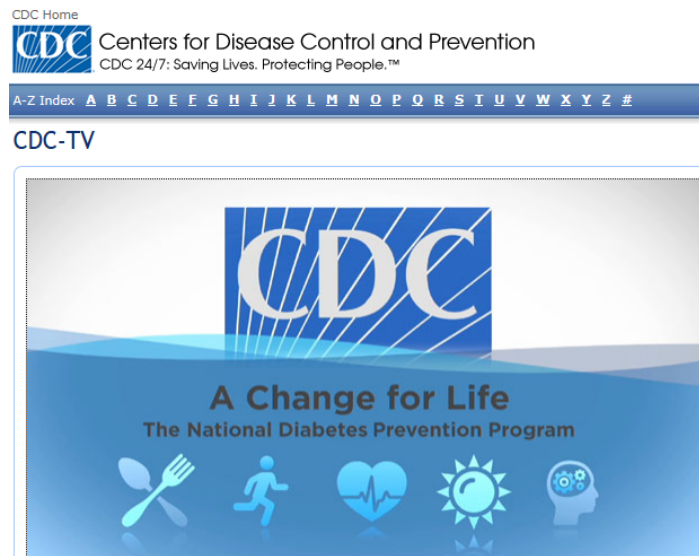 CDC Home
CDC Centers for Disease Control and Prevention
CDC 24/7: Saving Lives. Protecting People.™
A-Z Index A B C D E F G H I J K L M N O P Q R S T U V W X Y Z #
CDC-TV
CDC
A Change for Life
The National Diabetes Prevention Program